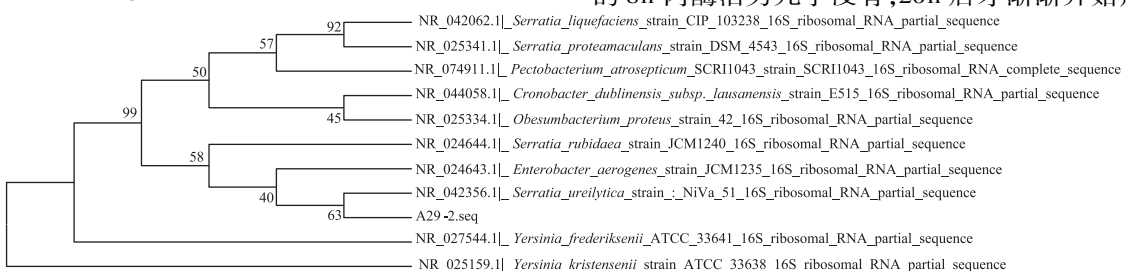 92 NR_042062.1|_Serratia_liquefaciens_strain_CIP_103238_16S_ribosomal_RNA_partial_sequence
57 NR_025341.1|_Serratia_proteamaculans_strain_DSM_4543_16S_ribosomal_RNA_partial_sequence
50 NR_074911.1|_Pectobacterium_atrosepticum_SCRI1043_strain_SCRI1043_16S_ribosomal_RNA_complete_sequence
NR_044058.1|_Cronobacter_dublinensis_subsp._lausanensis_strain_E515_16S_ribosomal_RNA_partial_sequence
99 45 NR_025334.1|_Obesumbacterium_proteus_strain_42_16S_ribosomal_RNA_partial_sequence
NR_024644.1|_Serratia_rubidaea_strain_JCM1240_16S_ribosomal_RNA_partial_sequence
58 NR_024643.1|_Enterobacter_aerogenes_strain_JCM1235_16S_ribosomal_RNA_partial_sequence
40 NR_042356.1|_Serratia_ureilytica_strain_:_NiVa_51_16S_ribosomal_RNA_partial_sequence
63 A29-2.seq
NR_027544.1|_Yersinia_frederiksenii_ATCC_33641_16S_ribosomal_RNA_partial_sequence
NR_025159.1|_Yersinia_kristensenii_strain_ATCC_33638_16S_ribosomal_RNA_partial_sequence